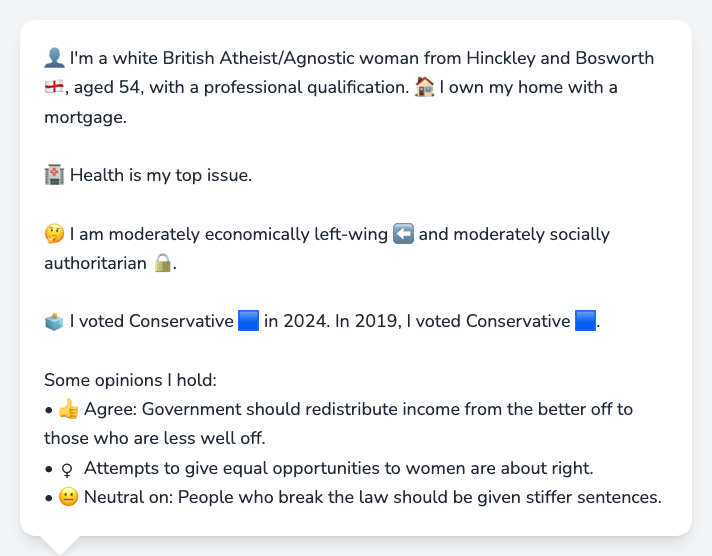 👤 I'm a white British Atheist/Agnostic woman from Hinckley and Bosworth
🏴󠁧󠁢󠁥󠁮󠁧󠁿, aged 54, with a professional qualification. 🏠 I own my home with a
mortgage.
🏥 Health is my top issue.
🤔 I am moderately economically left-wing ⬅️ and moderately socially
authoritarian 🔒.
🗳️ I voted Conservative 🟦 in 2024. In 2019, I voted Conservative 🟦.
Some opinions I hold:
• 👍 Agree: Government should redistribute income from the better off to
those who are less well off.
• ♀ Attempts to give equal opportunities to women are about right.
• 😐 Neutral on: People who break the law should be given stiffer sentences.